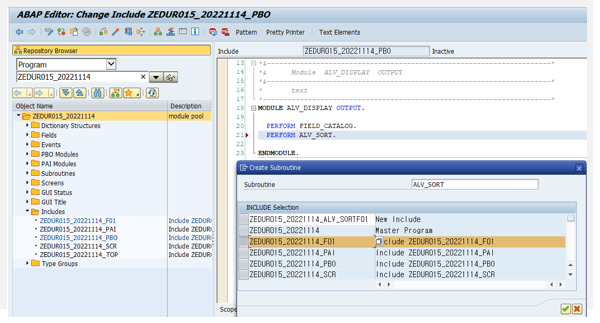 ABAP Editor: Change Include ZEDUR015_20221114_PBO
Pattern Pretty Printer Text Elements
Repository Browser
Program
ZEDUR015_20221114
Object Name Description
ZEDUR015_20221114 module pool
Dictionary Structures
Fields
Events
PBO Modules
PAI Modules
Subroutines
Screens
GUI Status
GUI Title
Includes
ZEDUR015_20221114_F01 Include ZEDUR
ZEDUR015_20221114_PAI Include ZEDUR
ZEDUR015_20221114_PBO Include ZEDUR
ZEDUR015_20221114_SCR Include ZEDUR
ZEDUR015_20221114_TOP Include ZEDUR
Type Groups
Include ZEDUR015_20221114_PBO Inactive
13 *&---------------------------------------------------------------------*
14 *& Module ALV_DISPLAY OUTPUT
15 *&---------------------------------------------------------------------*
16 * text
17 *----------------------------------------------------------------------*
18 MODULE ALV_DISPLAY OUTPUT.
19
20 PERFORM FIELD_CATALOG.
21 PERFORM ALV_SORT.
22
23 ENDMODULE.
Create Subroutine
Subroutine ALV_SORT
INCLUDE Selection
ZEDUR015_20221114_ALV_SORTF01 New Include
ZEDUR015_20221114 Master Program
ZEDUR015_20221114_F01 Include ZEDUR015_20221114_F01
ZEDUR015_20221114_PAI Include ZEDUR015_20221114_PAI
ZEDUR015_20221114_PBO Include ZEDUR015_20221114_PBO
ZEDUR015_20221114_SCR Include ZEDUR015_20221114_SCR
Scope